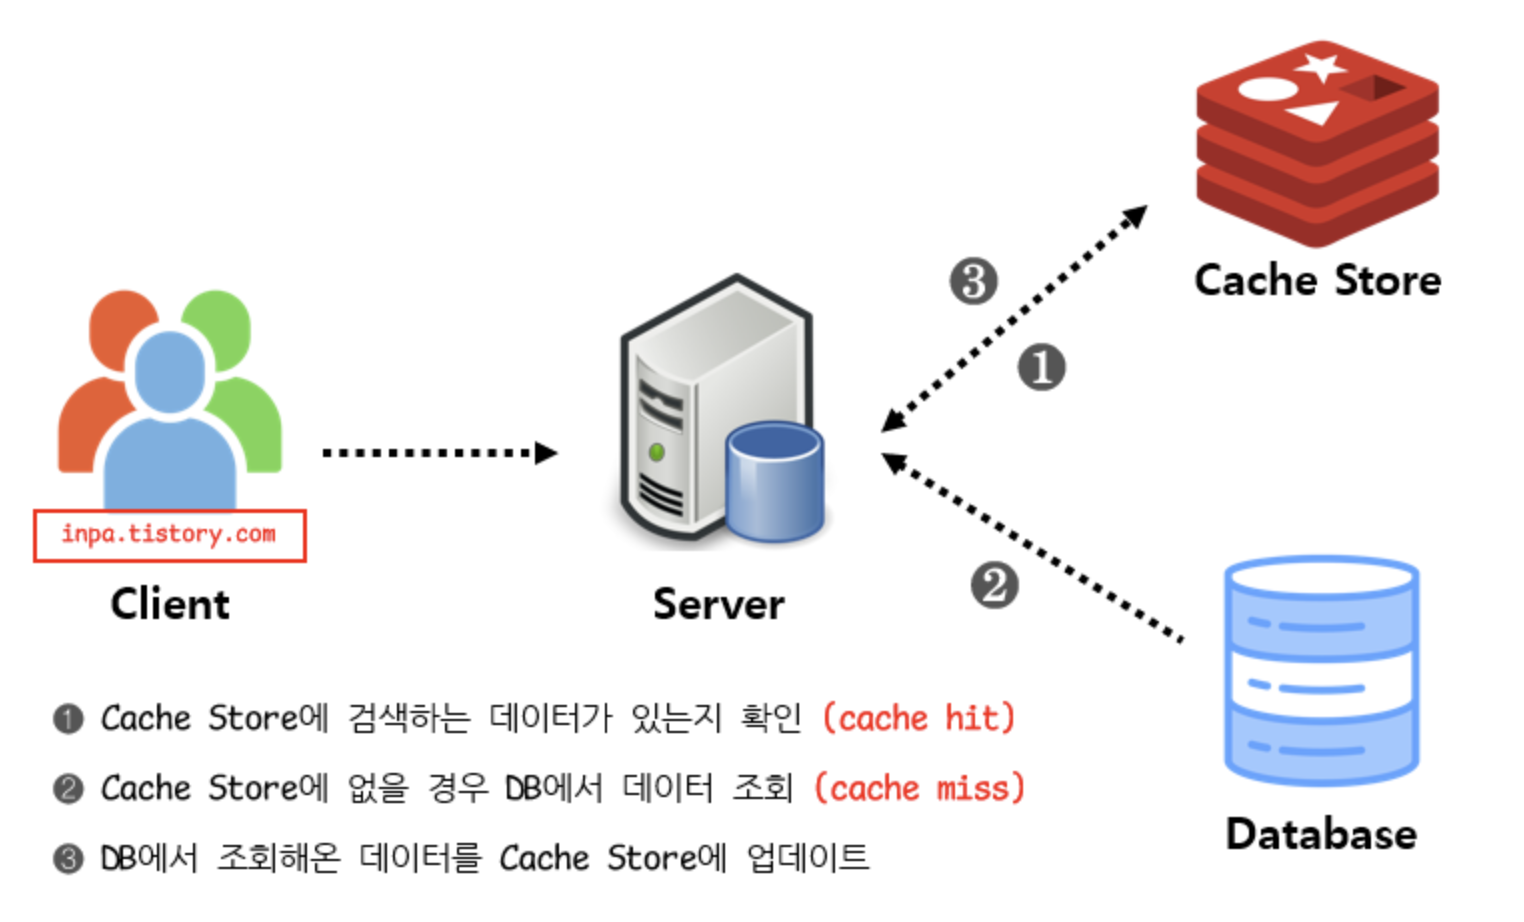 Cache Store
❸
❶
inpa.tistory.com
Client
Server
❷
Database
❶ Cache Store에 검색하는 데이터가 있는지 확인 (cache hit)
❷ Cache Store에 없을 경우 DB에서 데이터 조회 (cache miss)
❸ DB에서 조회해온 데이터를 Cache Store에 업데이트